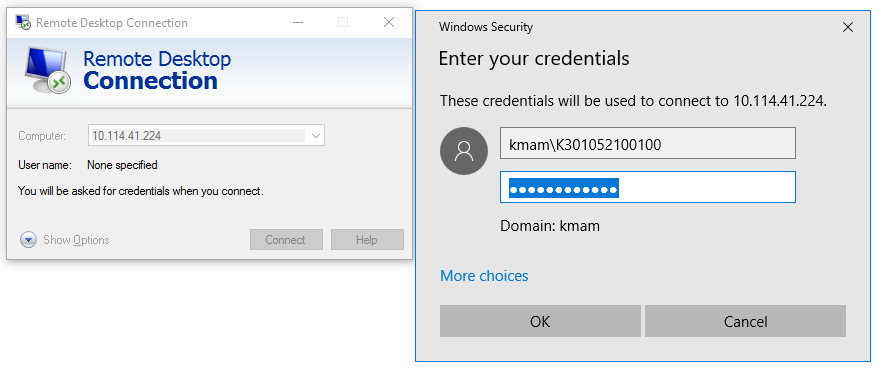 Remote Desktop Connection
Remote Desktop
Connection
Computer: 10.114.41.224
User name: None specified
You will be asked for credentials when you connect.
Show Options
Connect Help
Windows Security
Enter your credentials
These credentials will be used to connect to 10.114.41.224.
kmam\K301052100100
●●●●●●●●●●●●
Domain: kmam
More choices
OK Cancel